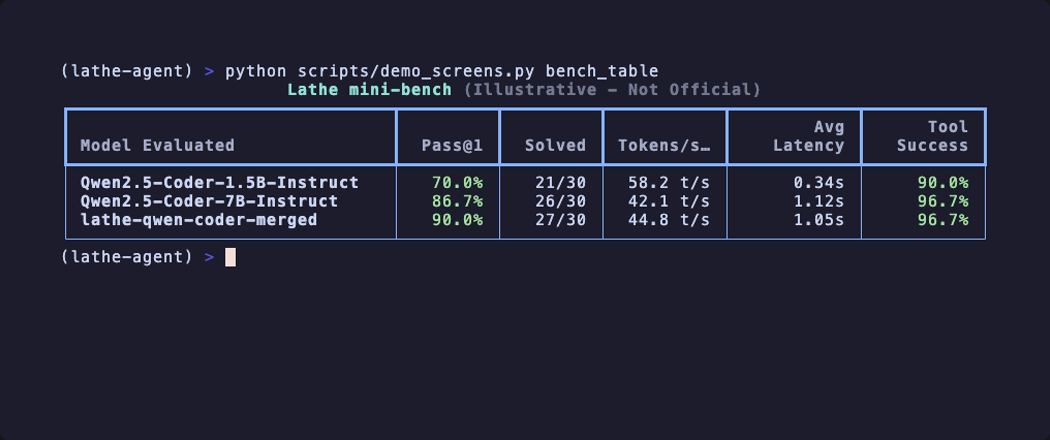 (lathe-agent) > python scripts/demo_screens.py bench_table
Lathe mini-bench (Illustrative - Not Official)
Model Evaluated Pass@1 Solved Tokens/s… Avg Latency Tool Success
Qwen2.5-Coder-1.5B-Instruct 70.0% 21/30 58.2 t/s 0.34s 90.0%
Qwen2.5-Coder-7B-Instruct 86.7% 26/30 42.1 t/s 1.12s 96.7%
lathe-qwen-coder-merged 90.0% 27/30 44.8 t/s 1.05s 96.7%
(lathe-agent) >